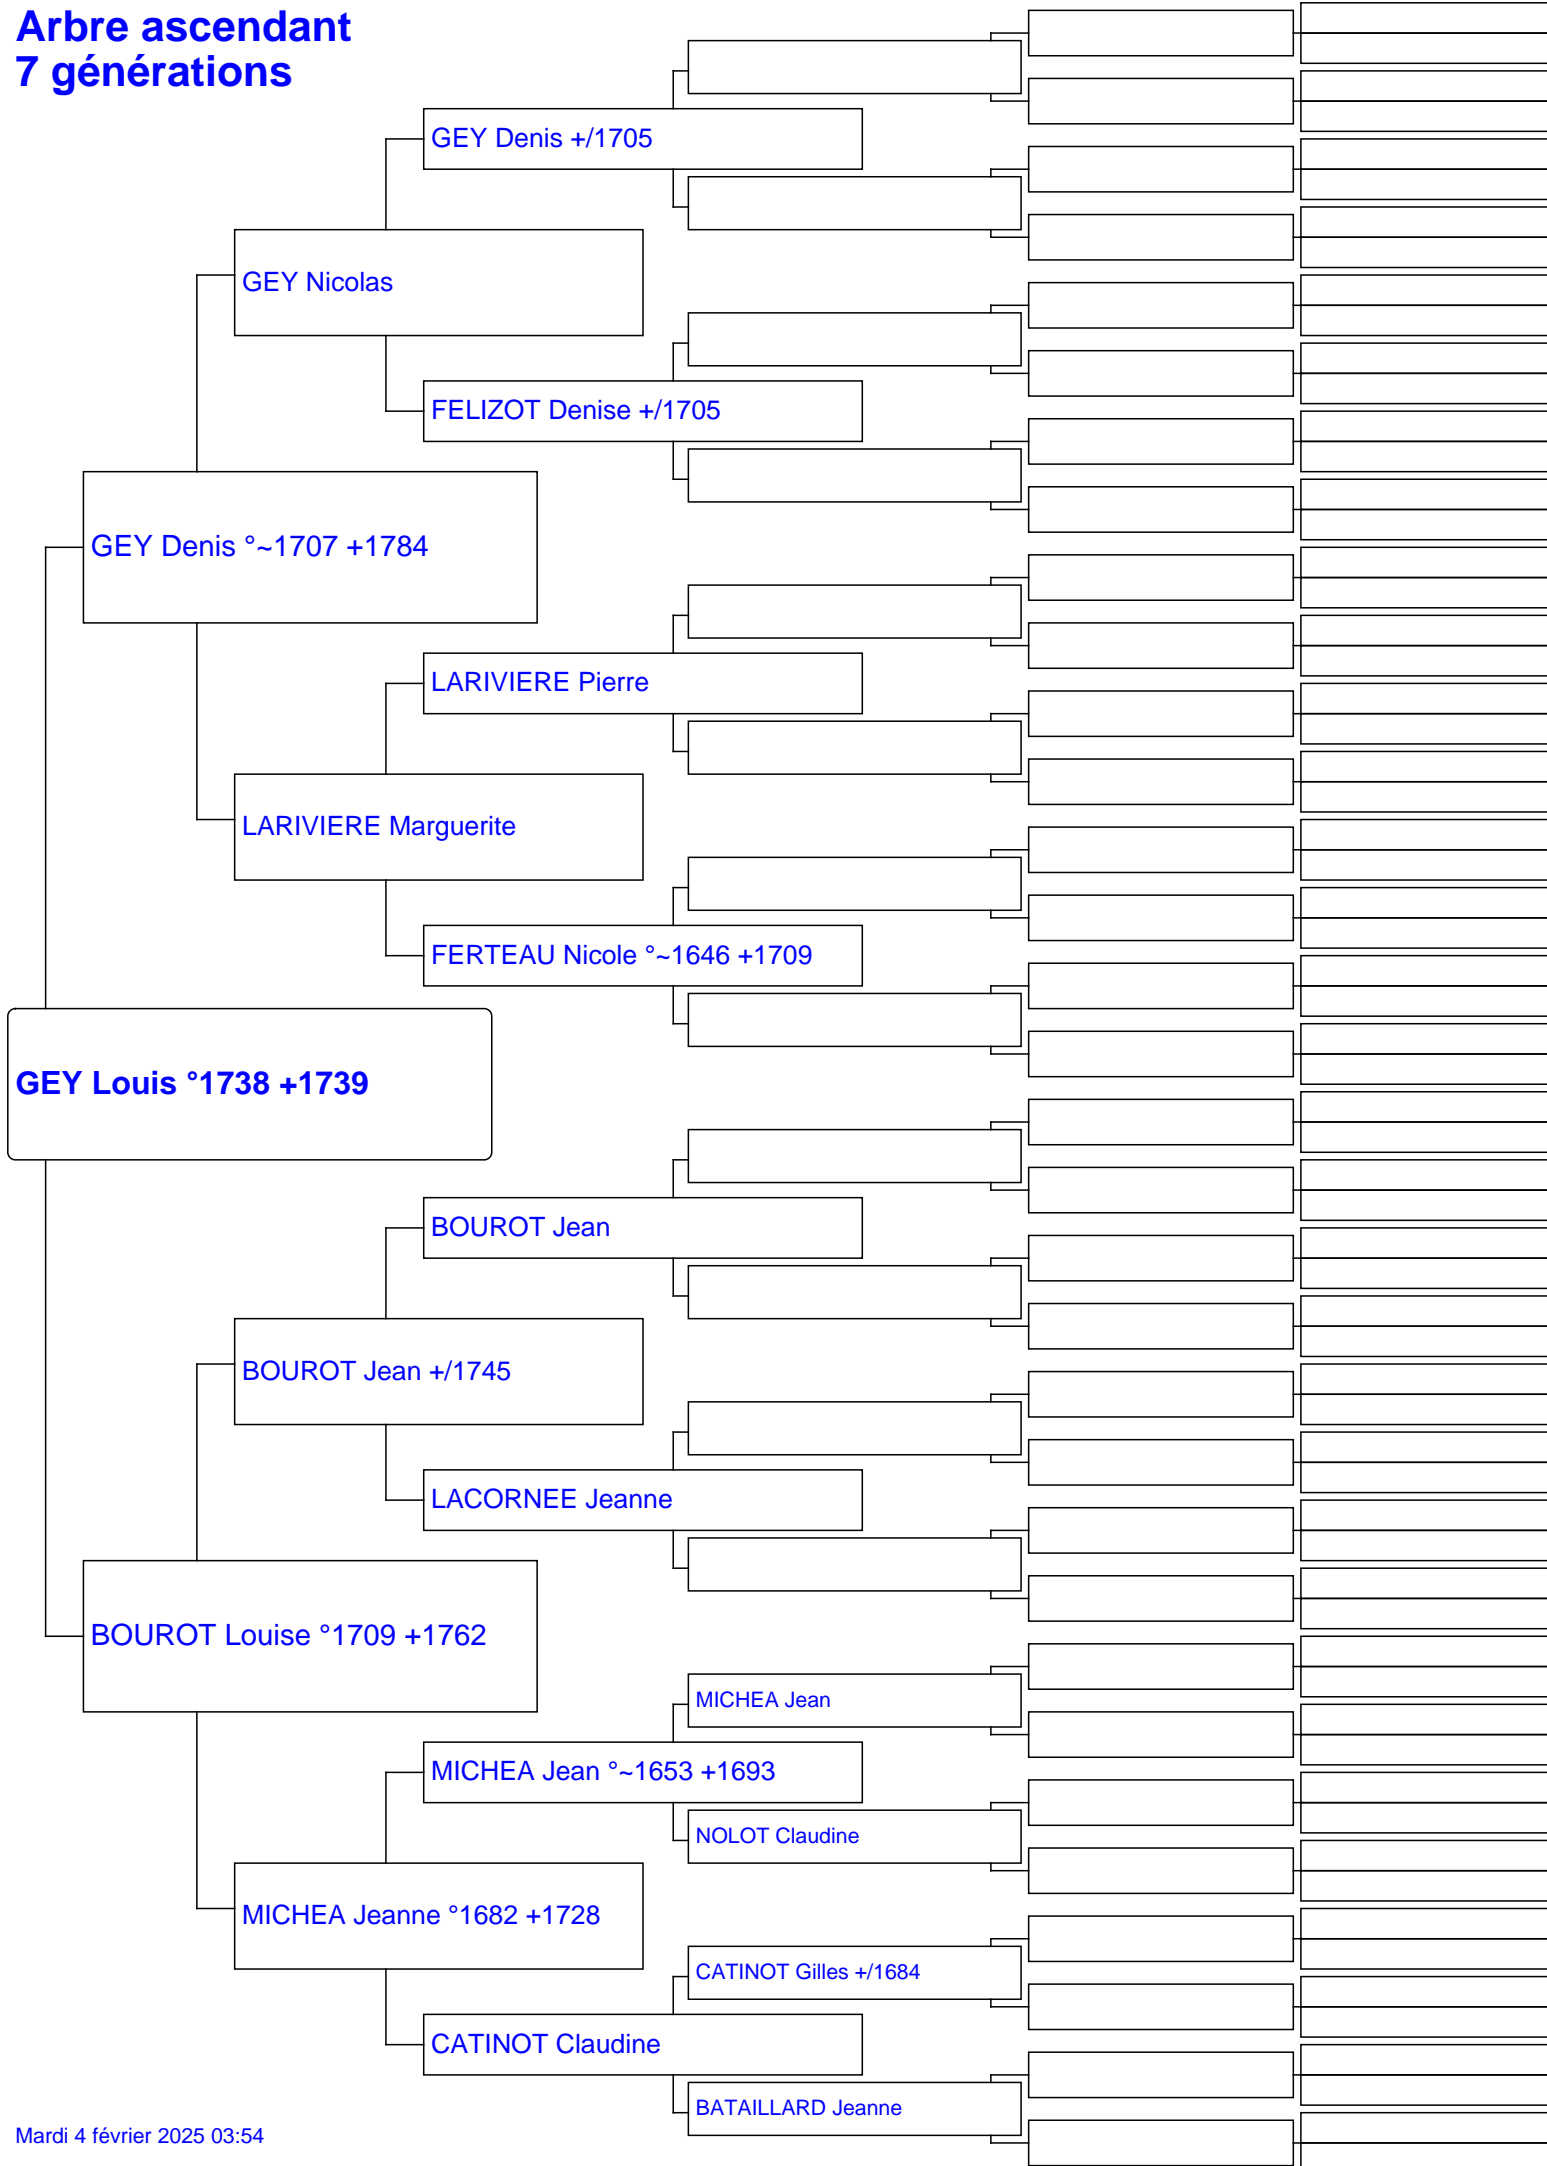 Arbre ascendant
7 générations
GEY Denis +/1705
GEY Nicolas
FELIZOT Denise +/1705
GEY Denis °~1707 +1784
LARIVIERE Pierre
LARIVIERE Marguerite
FERTEAU Nicole °~1646 +1709
GEY Louis °1738 +1739
BOUROT Jean
BOUROT Jean +/1745
LACORNEE Jeanne
BOUROT Louise °1709 +1762
MICHEA Jean
MICHEA Jean °~1653 +1693
NOLOT Claudine
MICHEA Jeanne °1682 +1728
CATINOT Gilles +/1684
CATINOT Claudine
BATAILLARD Jeanne
Mardi 4 février 2025 03:54